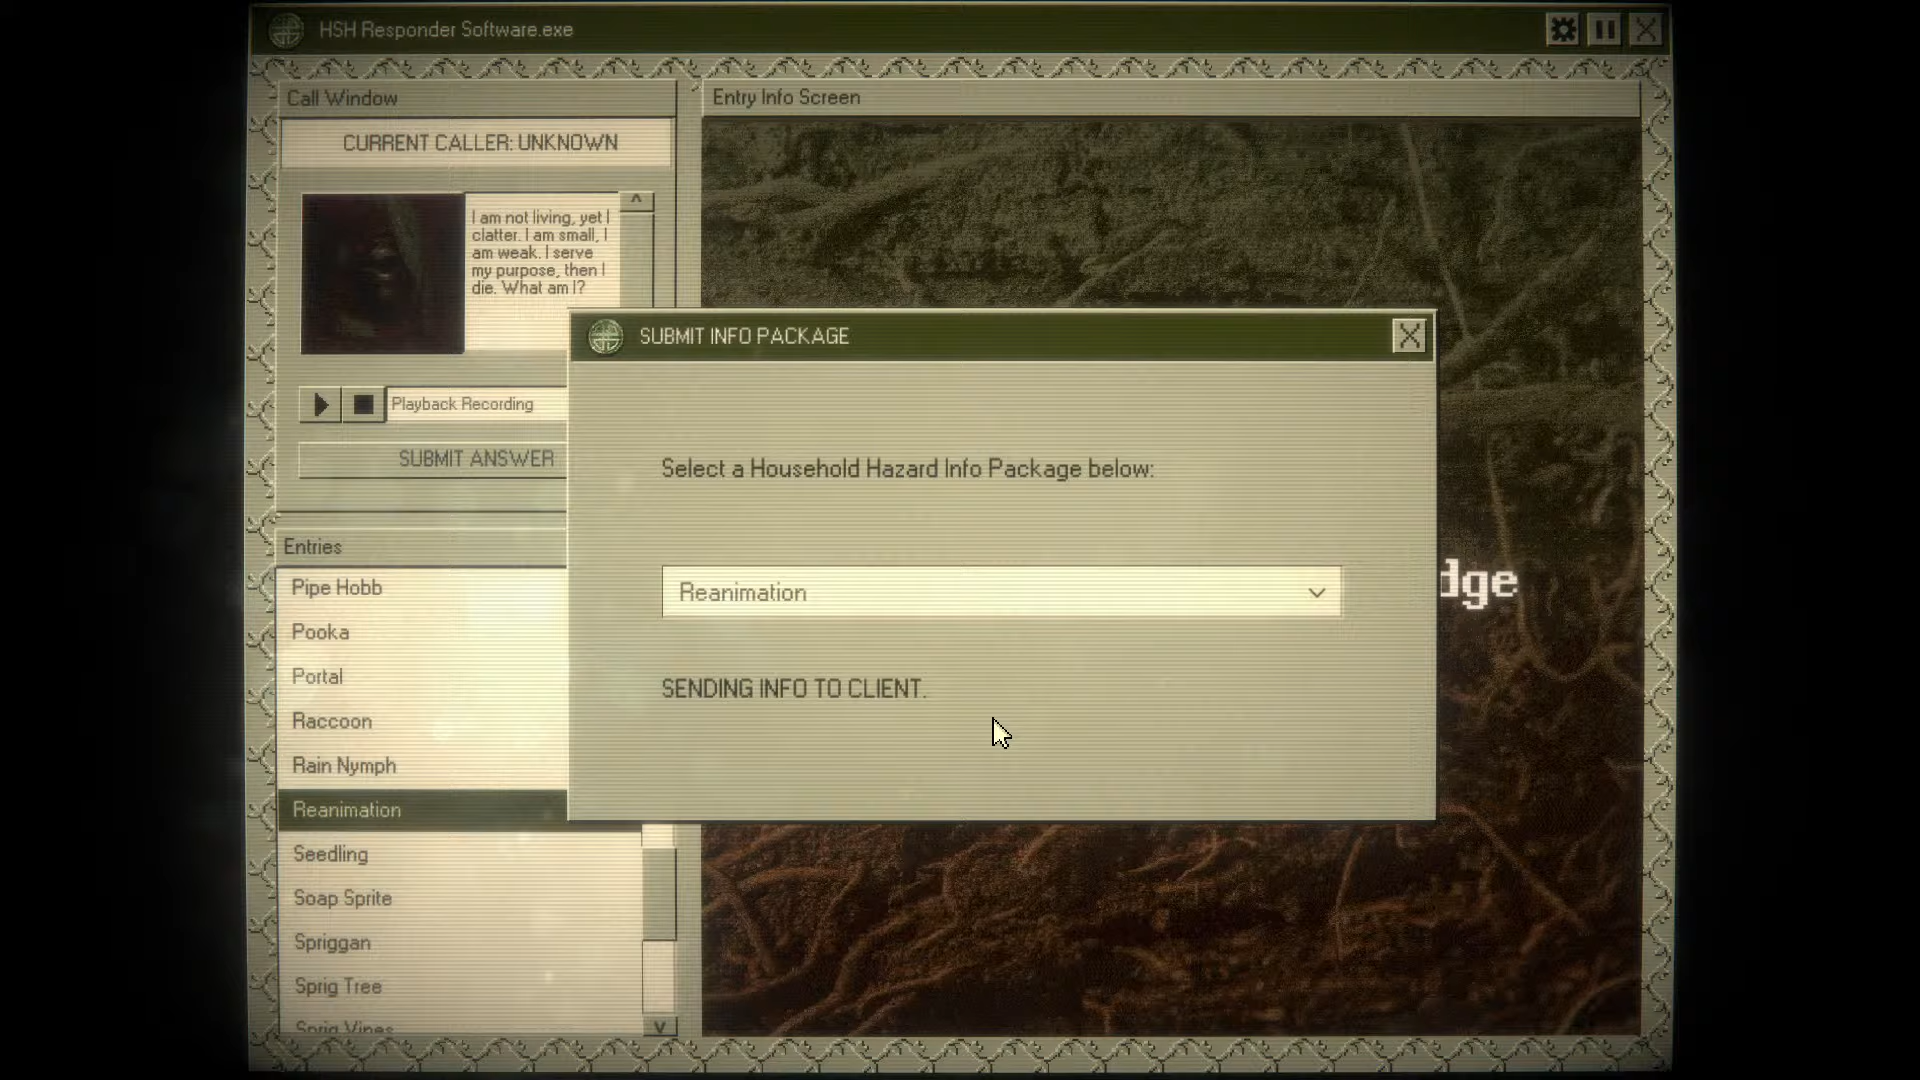 HSH Responder Software.exe
Call Window
CURRENT CALLER: UNKNOWN
I am not living, yet I
clatter. I am small, I
am weak. I serve
my purpose, then I
die. What am I?
Playback Recording
SUBMIT ANSWER
Entries
Pipe Hobb
Pooka
Portal
Raccoon
Rain Nymph
Reanimation
Seedling
Soap Sprite
Spriggan
Sprig Tree
Sprig Vines
Entry Info Screen
dge
SUBMIT INFO PACKAGE
Select a Household Hazard Info Package below:
Reanimation
SENDING INFO TO CLIENT.